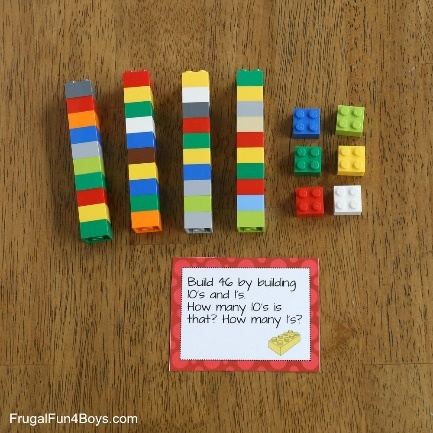 Build 46 by building
10's and 1's.
How many 10's is
that? How many 1's?
FrugalFun4Boys.com